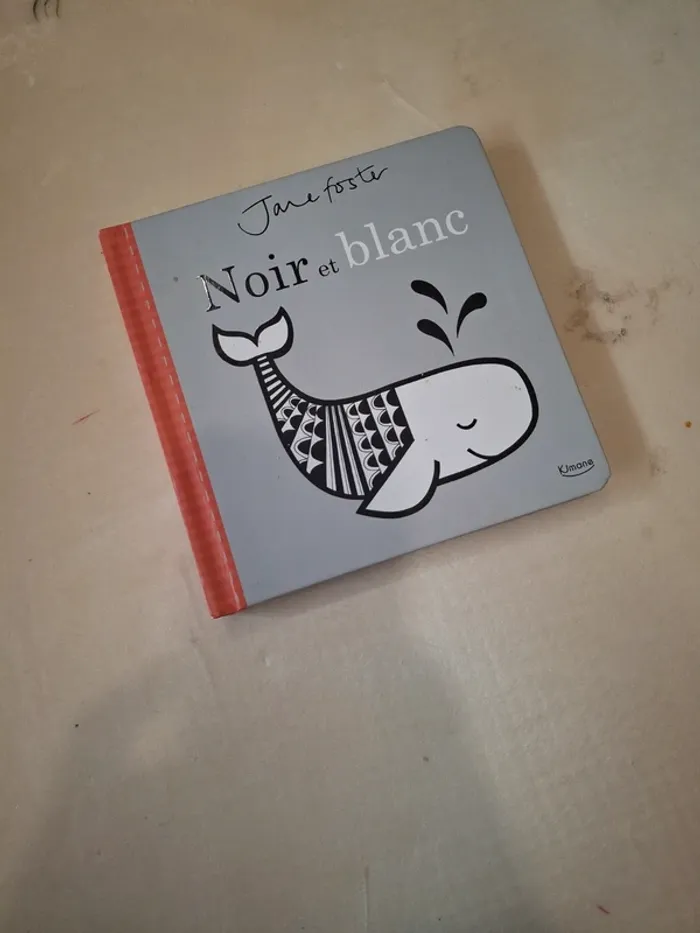 Jane foster
Noir et blanc
Kimane